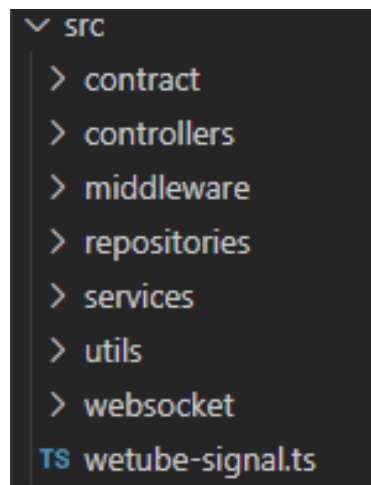 src
contract
controllers
middleware
repositories
services
utils
websocket
TS wetube-signal.ts